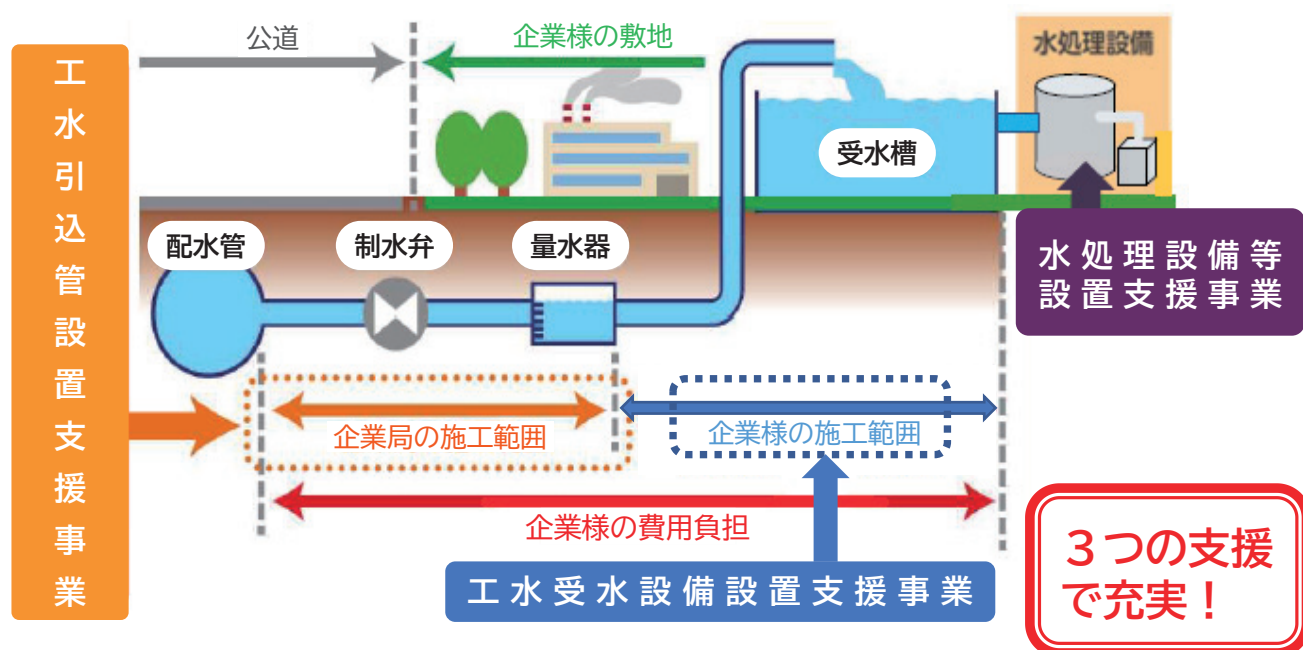 工水引込管設置支援事業
公道
企業様の敷地
水処理設備
受水槽
配水管
制水弁
量水器
水処理設備等
設置支援事業
企業局の施工範囲
企業様の施工範囲
企業様の費用負担
工水受水設備設置支援事業
３つの支援
で充実！